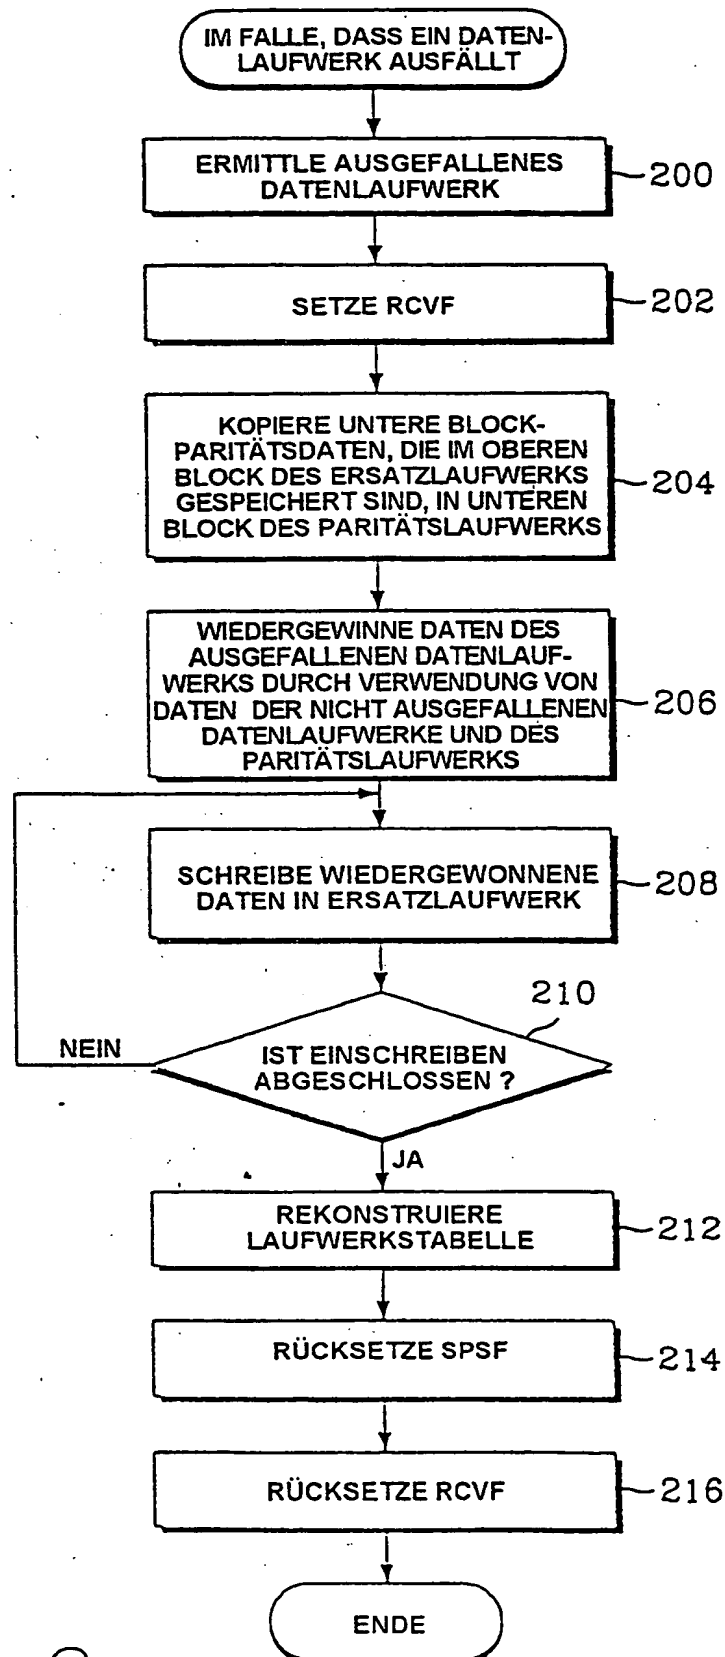 IM FALLE, DASS EIN DATEN-
LAUFWERK AUSFÄLLT
ERMITTLE AUSGEFALLENES
DATENLAUFWERK
200
SETZE RCVF
202
KOPIERE UNTERE BLOCK-
PARITÄTSDATEN, DIE IM OBEREN
BLOCK DES ERSATZLAUFWERKS
GESPEICHERT SIND, IN UNTEREN
BLOCK DES PARITÄTSLAUFWERKS
204
WIEDERGEWINNE DATEN DES
AUSGEFALLENEN DATENLAUF-
WERKS DURCH VERWENDUNG VON
DATEN DER NICHT AUSGEFALLENEN
DATENLAUFWERKE UND DES
PARITÄTSLAUFWERKS
206
SCHREIBE WIEDERGEWONNENE
DATEN IN ERSATZLAUFWERK
208
210
NEIN
IST EINSCHREIBEN
ABGESCHLOSSEN ?
JA
REKONSTRUIERE
LAUFWERKSTABELLE
212
RÜCKSETZE SPSF
214
RÜCKSETZE RCVF
216
ENDE